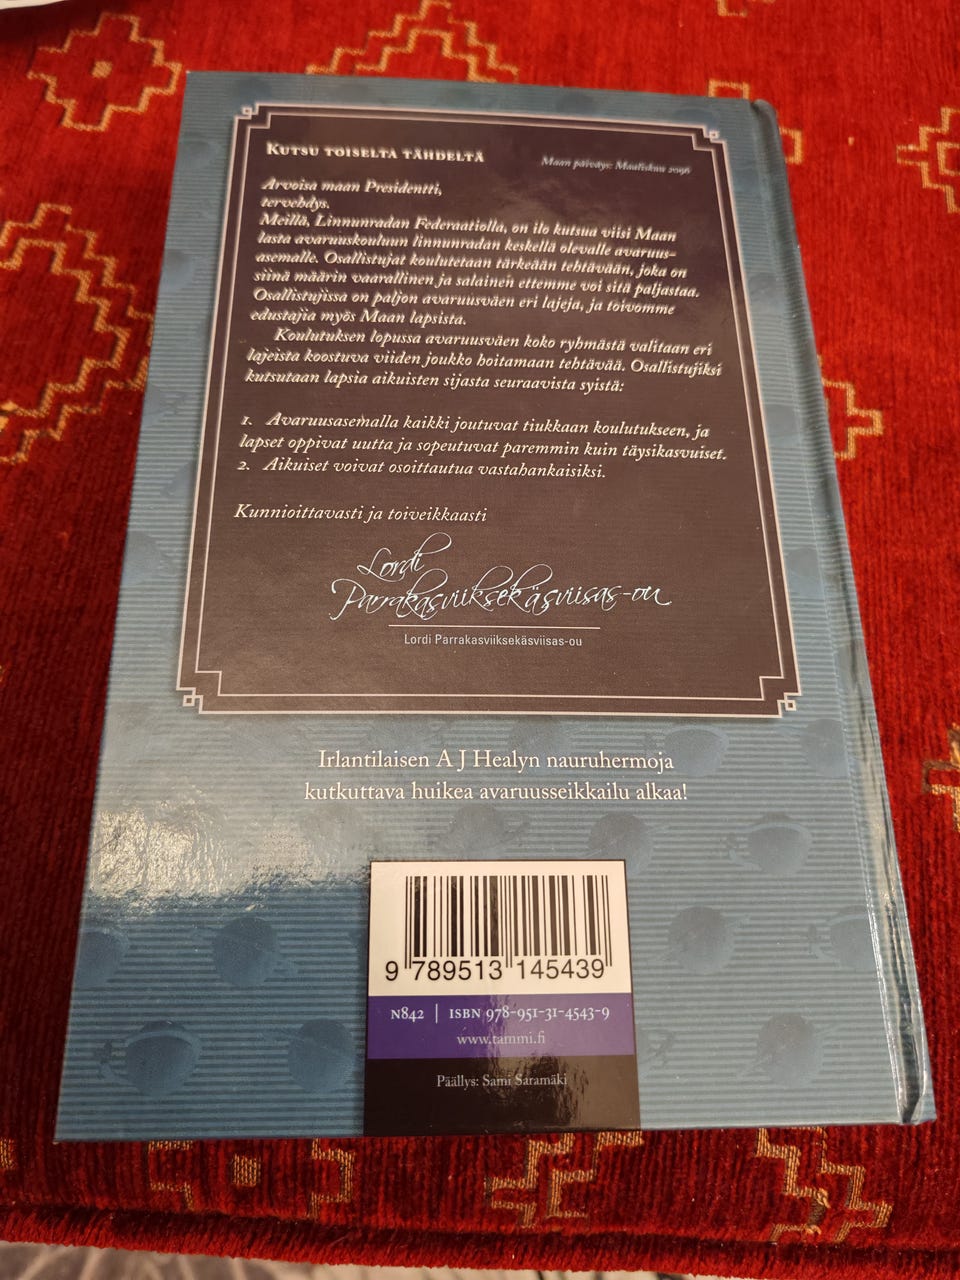 Kutsu toiselta tähdeltä
Maan päiväys: Maaliskuu 2096
Arvoisa maan Presidentti,
tervehdys.
Meillä, Linnunradan Federaatiolla, on ilo kutsua viisi Maan
lasta avaruuskouluun linnunradan keskellä olevalle avaruus-
asemalle. Osallistujat koulutetaan tärkeään tehtävään, joka on
siinä määrin vaarallinen ja salainen ettemme voi sitä paljastaa.
Osallistujissa on paljon avaruusväen eri lajeja, ja toivomme
edustajia myös Maan lapsista.
Koulutuksen lopussa avaruusväen koko ryhmästä valitaan eri
lajeista koostuva viiden joukko hoitamaan tehtävää. Osallistujiksi
kutsutaan lapsia aikuisten sijasta seuraavista syistä:
1. Avaruusasemalla kaikki joutuvat tiukkaan koulutukseen, ja
lapset oppivat uutta ja sopeutuvat paremmin kuin täysikasvuiset.
2. Aikuiset voivat osoittautua vastahankaisiksi.
Kunnioittavasti ja toiveikkaasti
Lordi
Parrakasviiksekäsviisas-ou
Lordi Parrakasviiksekäsviisas-ou
Irlantilaisen A J Healyn nauruhermoja
kutkuttava huikea avaruusseikkailu alkaa!
9 789513 145439
N842 | ISBN 978-951-31-4543-9
www.tammi.fi
Päällys: Sami Saramäki